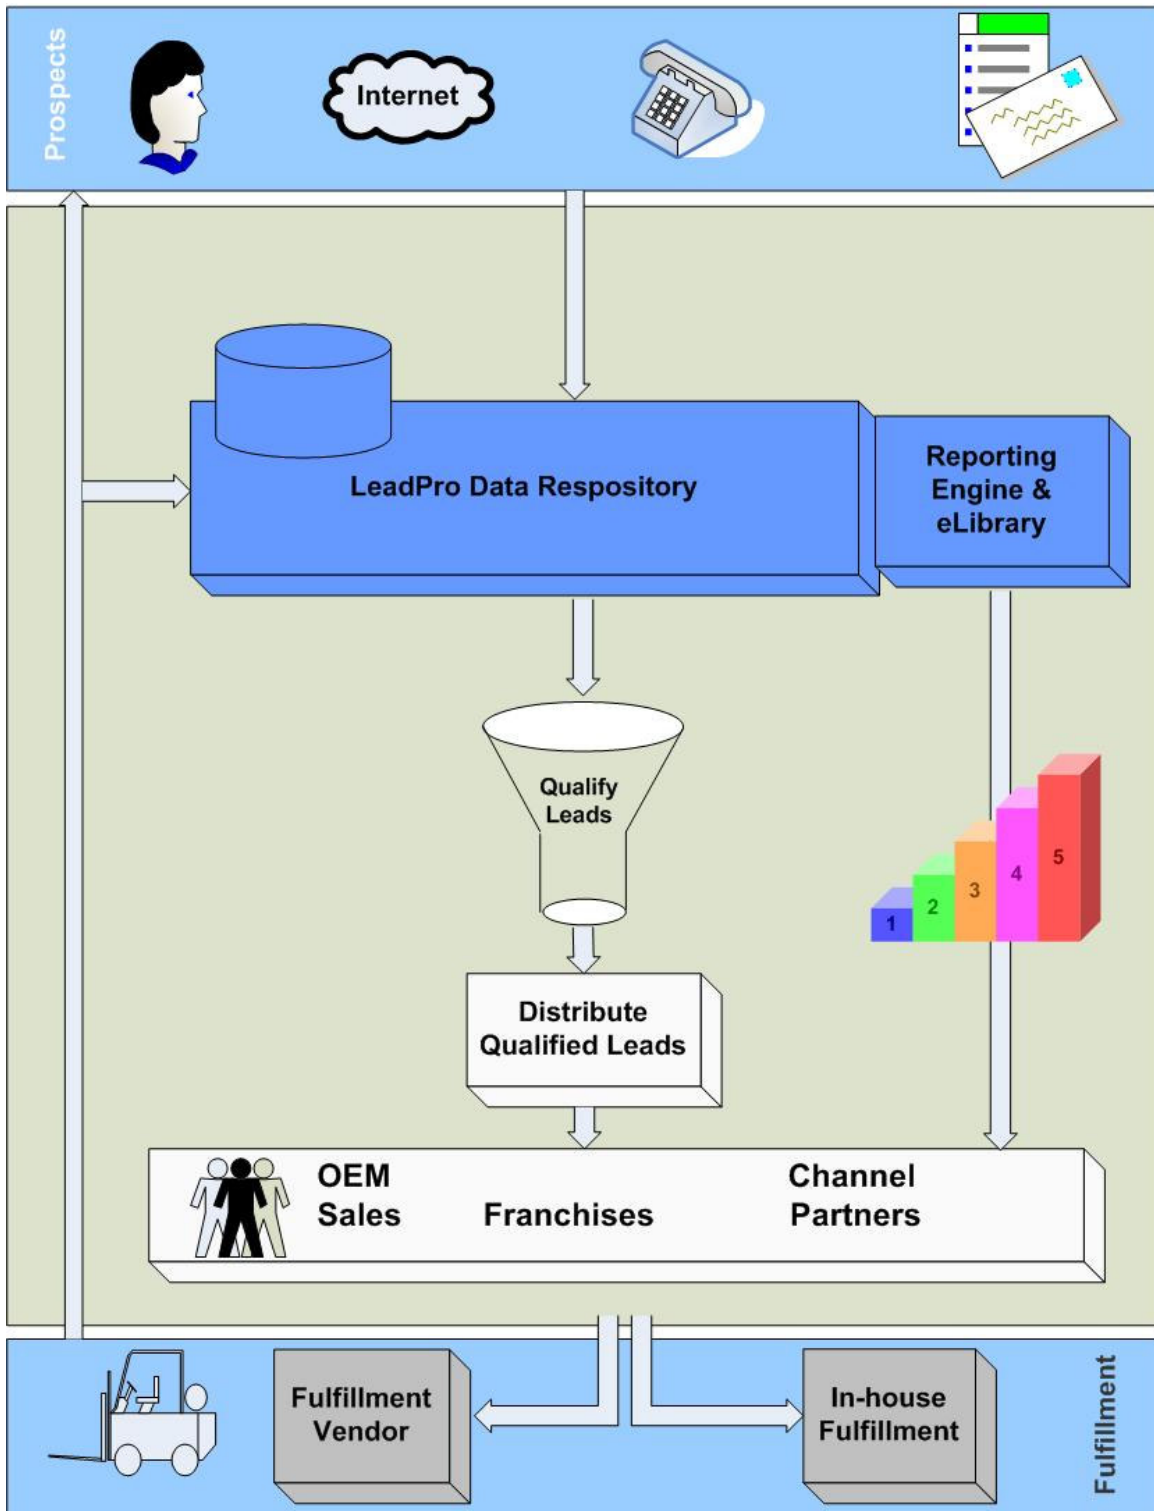 Prospects
Internet
LeadPro Data Respository
Reporting
Engine &
eLibrary
Qualify
Leads
1
2
3
4
5
Distribute
Qualified Leads
OEM
Sales
Franchises
Channel
Partners
Fulfillment
Vendor
In-house
Fulfillment
Fulfillment